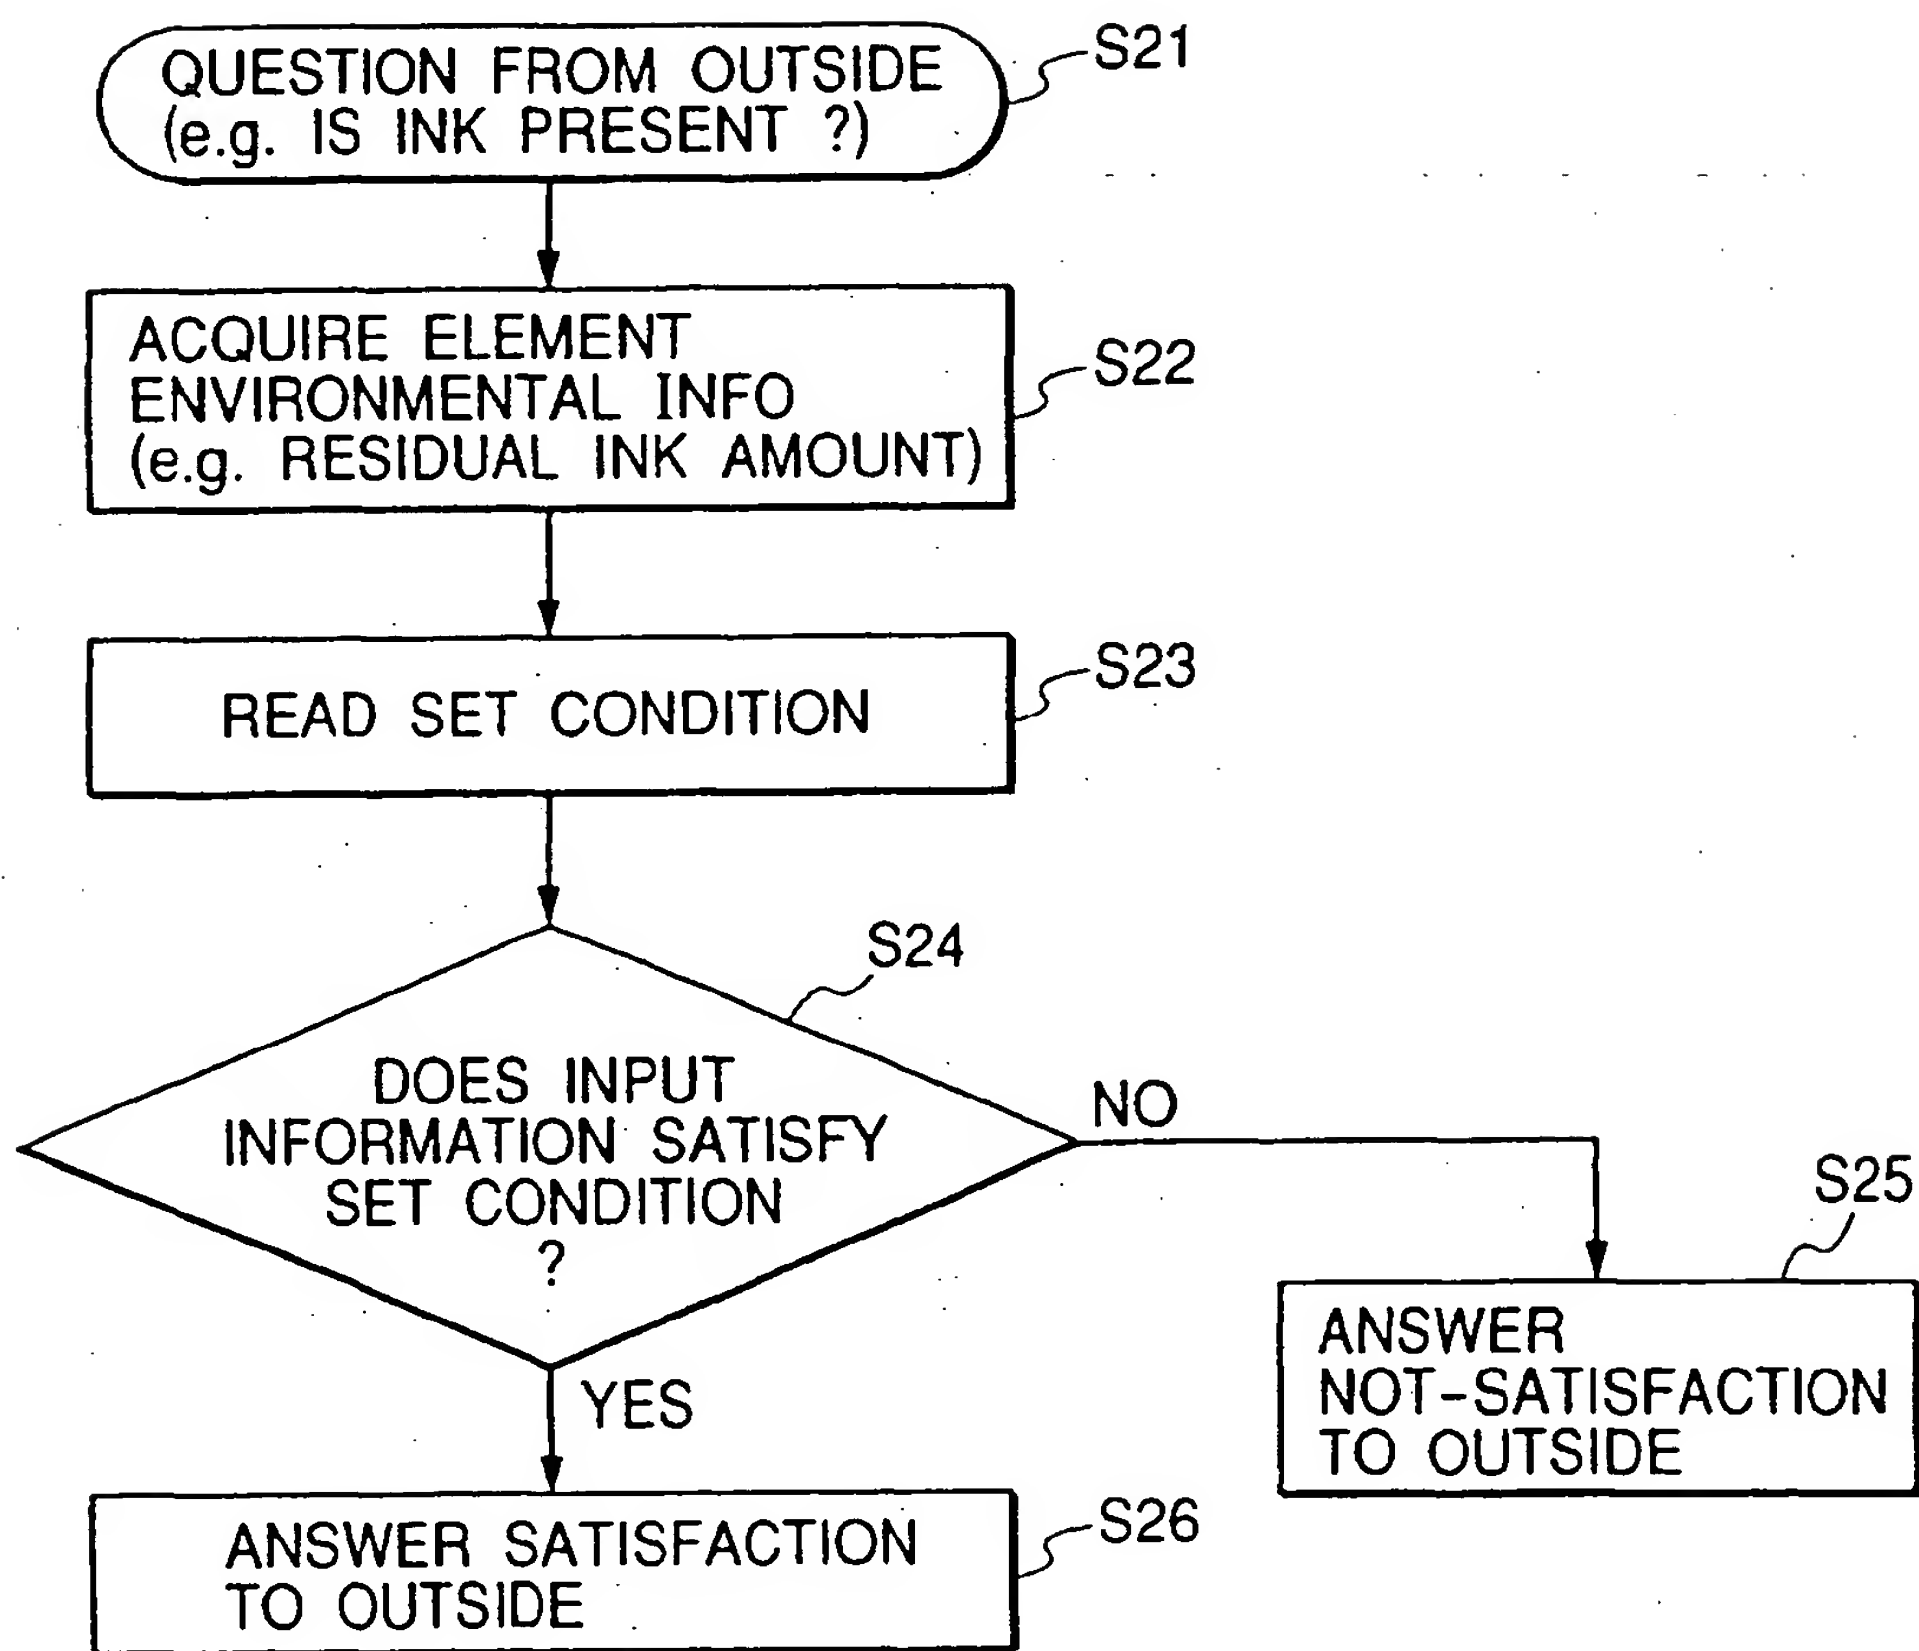 QUESTION FROM OUTSIDE
(e.g. IS INK PRESENT ?)
S21
ACQUIRE ELEMENT
ENVIRONMENTAL INFO
(e.g. RESIDUAL INK AMOUNT)
S22
READ SET CONDITION
S23
S24
DOES INPUT
INFORMATION SATISFY
SET CONDITION
?
NO
YES
S25
ANSWER
NOT-SATISFACTION
TO OUTSIDE
ANSWER SATISFACTION
TO OUTSIDE
S26